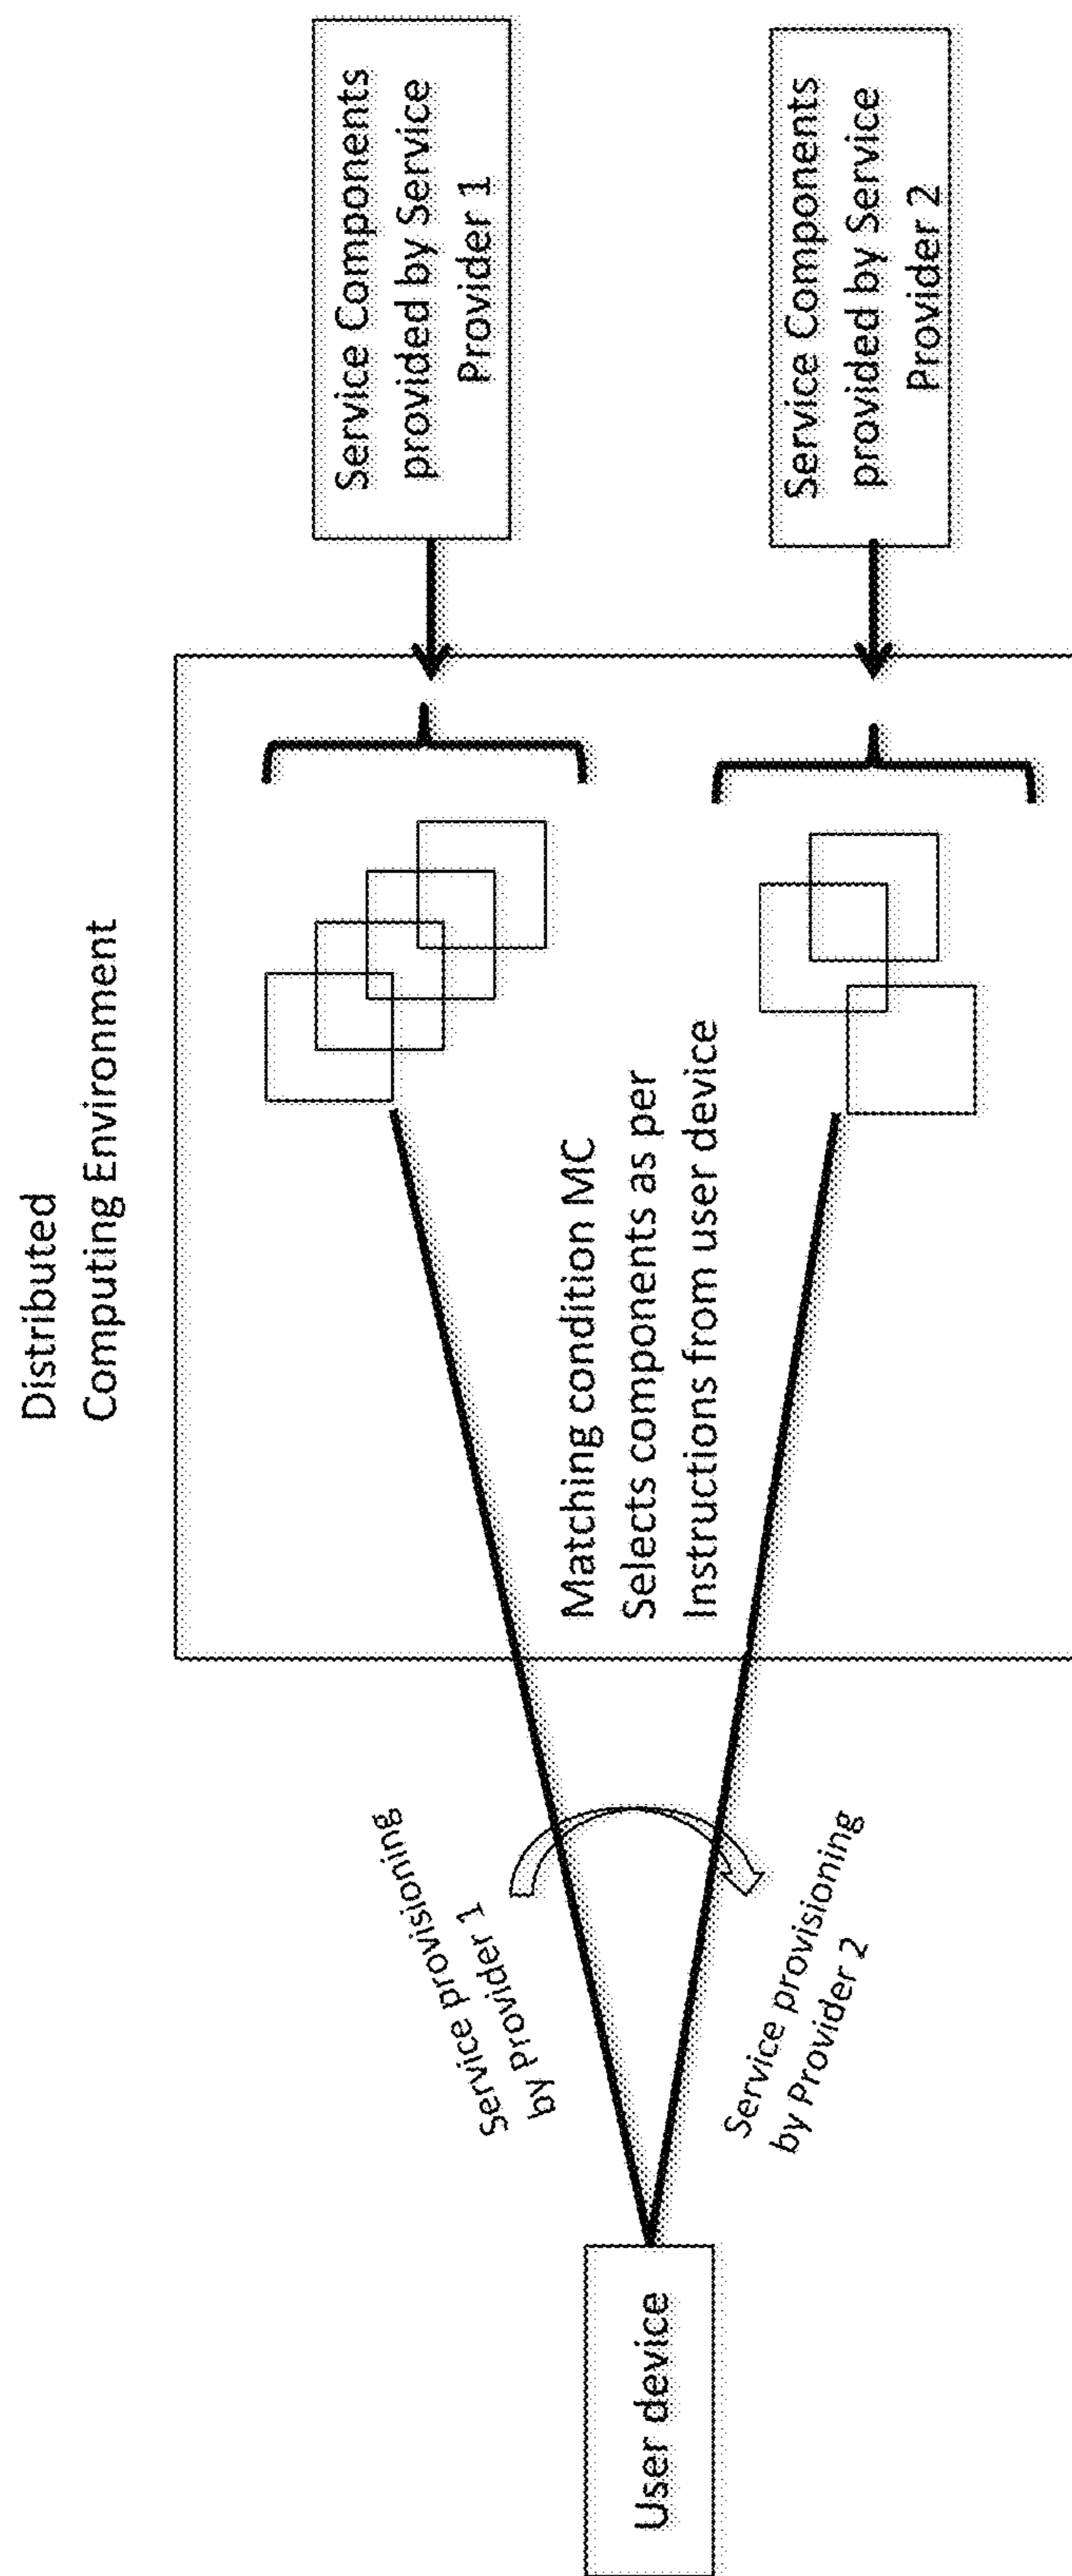 Distributed
Computing Environment
Service Components
provided by Service
Provider 1
Service Components
provided by Service
Provider 2
Matching condition MC
Selects components as per
Instructions from user device
Service provisioning
by Provider 1
Service provisioning
by Provider 2
User device